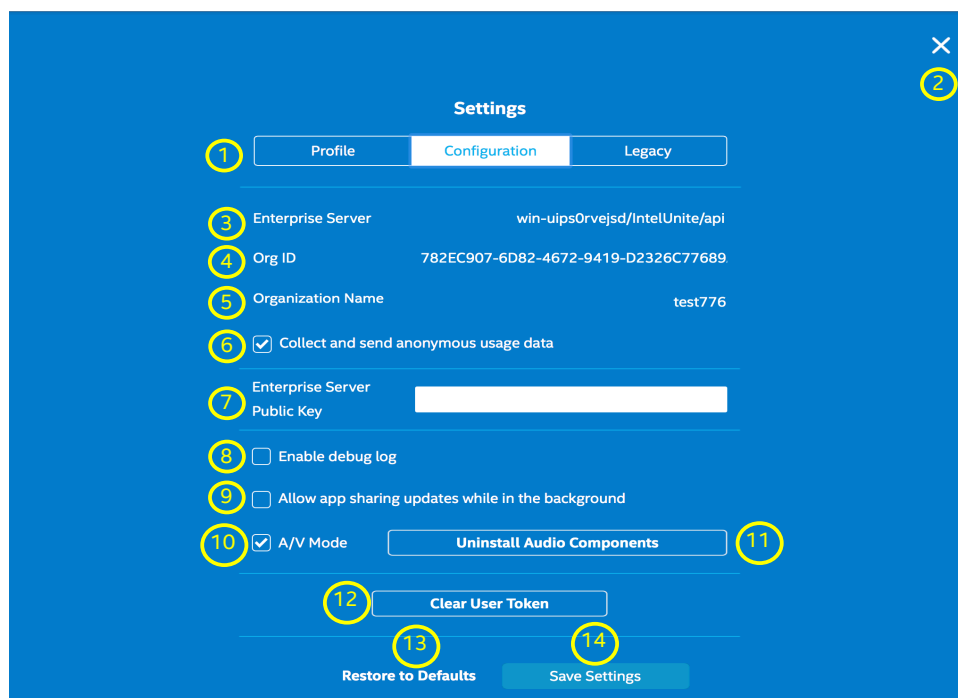 2
Settings
1 Profile Configuration Legacy
3 Enterprise Server win-uips0rvejsd/IntelUnite/api
4 Org ID 782EC907-6D82-4672-9419-D2326C77689
5 Organization Name test776
6 Collect and send anonymous usage data
Enterprise Server
7 Public Key
8 Enable debug log
9 Allow app sharing updates while in the background
10 A/V Mode Uninstall Audio Components 11
12 Clear User Token
13 14
Restore to Defaults Save Settings